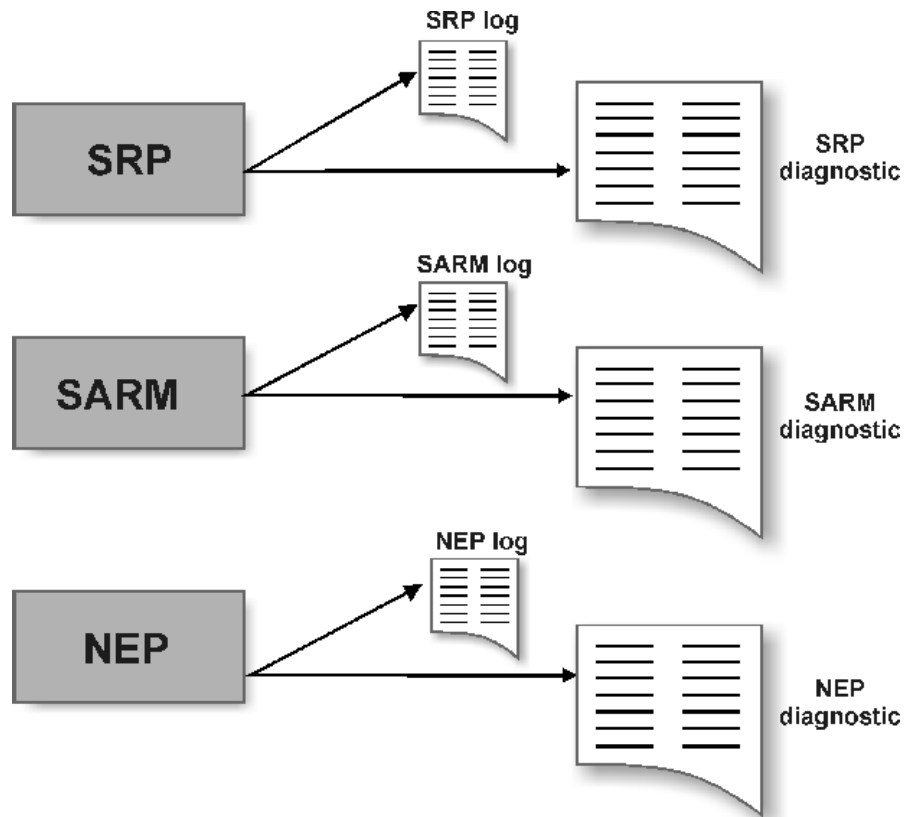 SRP log
SRP
SRP
diagnostic
SARM log
SARM
SARM
diagnostic
NEP log
NEP
NEP
diagnostic